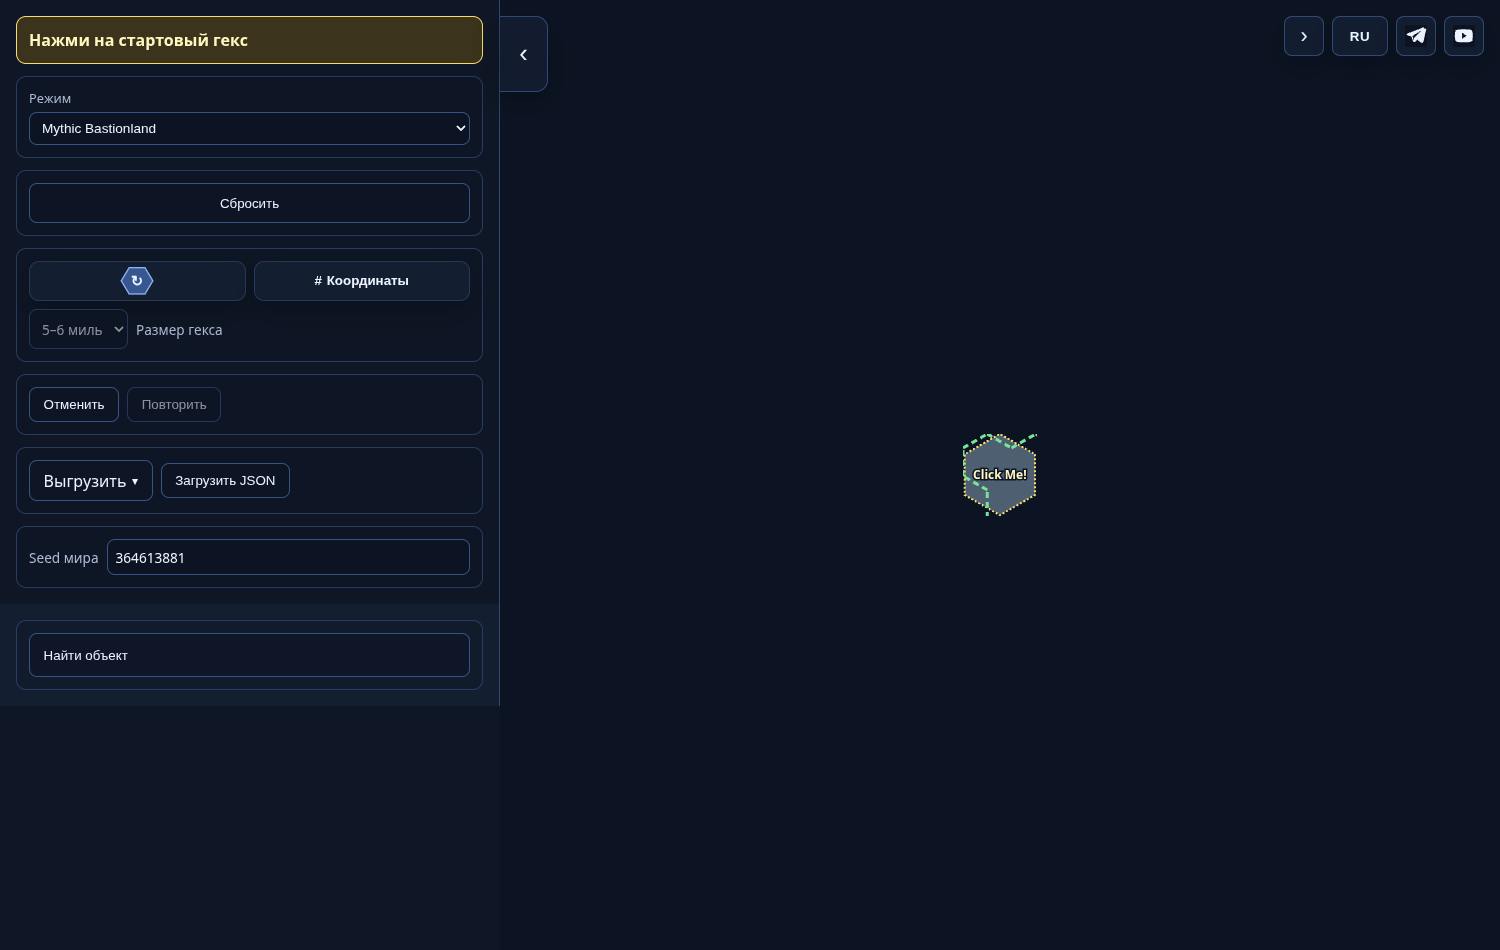 Нажми на стартовый гекс
RU
Режим
Mythic Bastionland
Сбросить
# Координаты
5–6 миль
Размер гекса
Отменить
Повторить
Click Me!
Выгрузить
Загрузить JSON
Seed мира
364613881
Найти объект